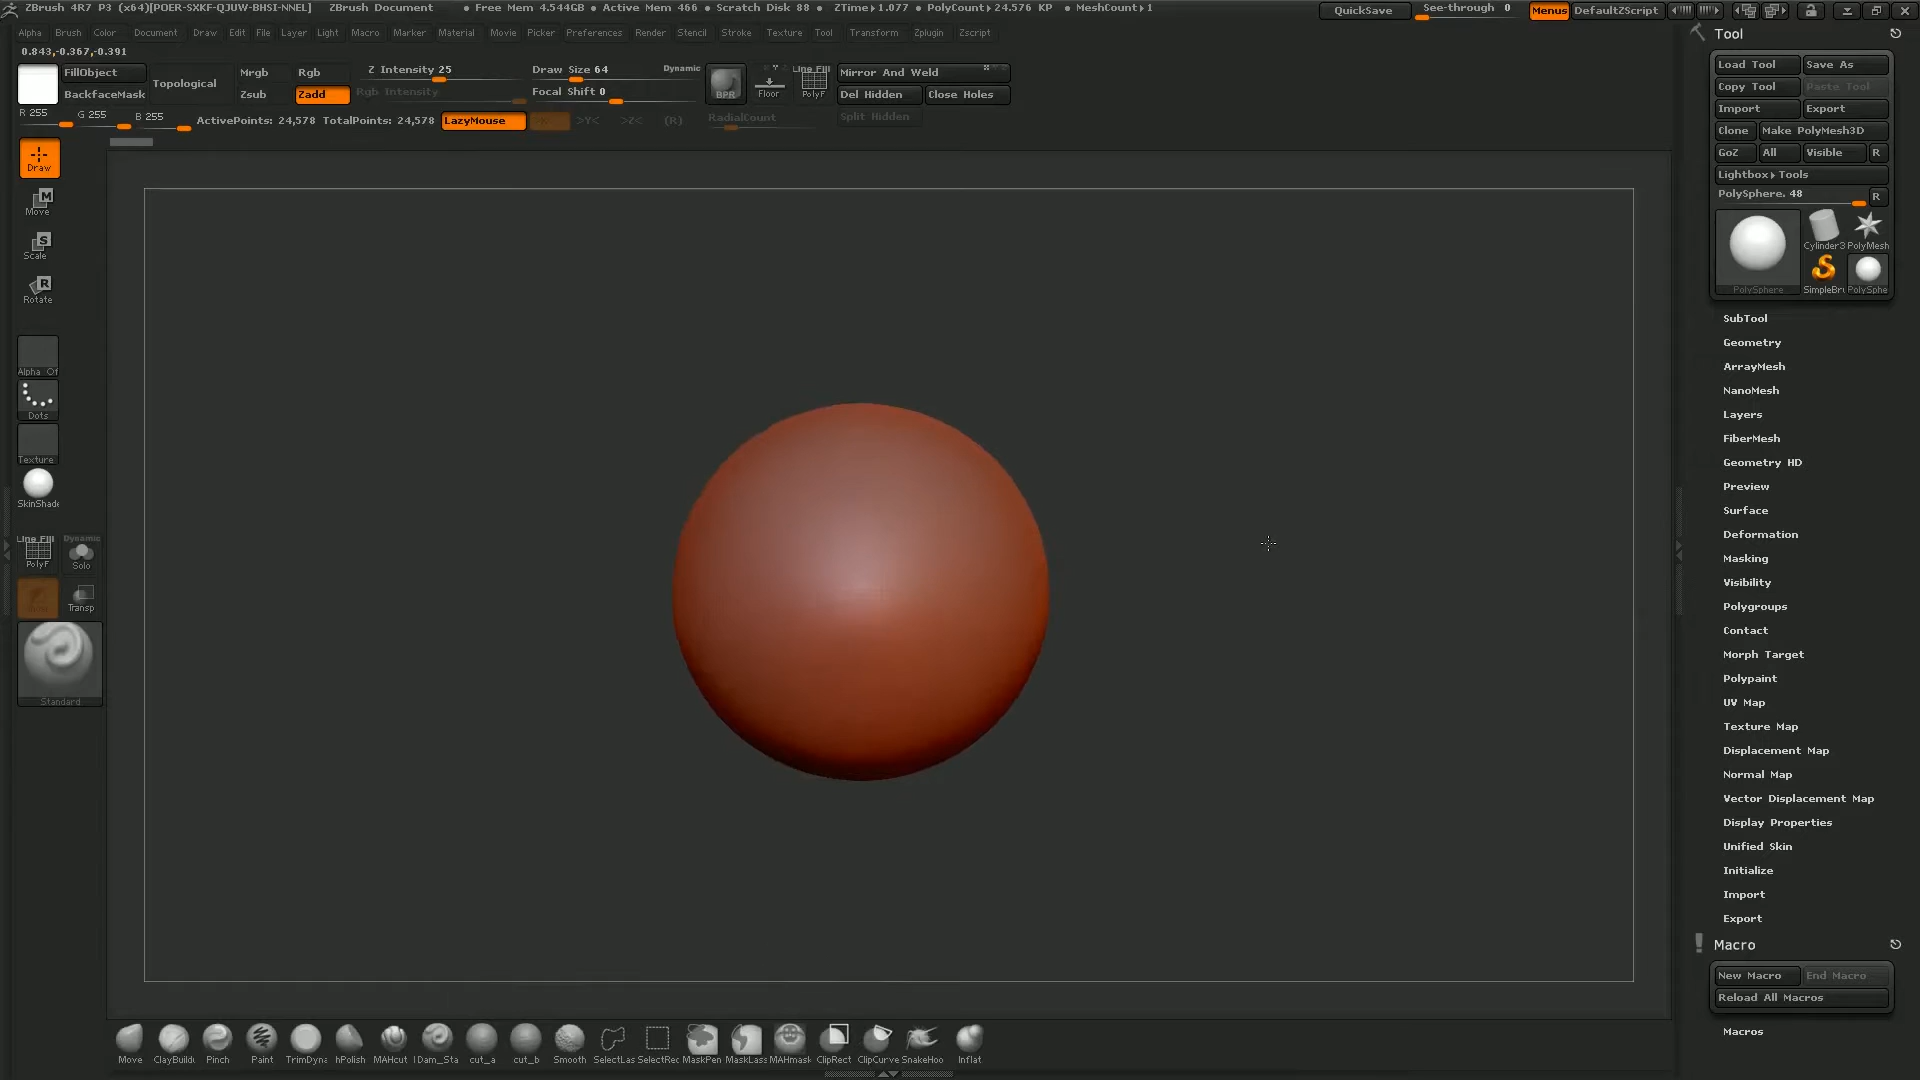 ZBrush 4R7 P3 (x64)[POER-SXKF-QJUW-BHSI-NNEL] ZBrush Document • Free Mem 4.544GB • Active Mem 466 • Scratch Disk 88 • ZTime▸1.077 • PolyCount▸24.576 KP • MeshCount▸1 QuickSave See-through 0 Menus DefaultZScript
Alpha Brush Color Document Draw Edit File Layer Light Macro Marker Material Movie Picker Preferences Render Stencil Stroke Texture Tool Transform Zplugin Zscript
0.843,-0.367,-0.391
FillObject
BackfaceMask
Topological
Mrgb Rgb
Zsub Zadd
Z Intensity 25
Rgb Intensity
Draw Size 64 Dynamic
Focal Shift 0
BPR
Floor
Line Fill
PolyF
Mirror And Weld
Del Hidden Close Holes
Split Hidden
R 255 G 255 B 255
ActivePoints: 24,578 TotalPoints: 24,578
LazyMouse
>Y< >Z< (R)
RadialCount
Draw
Move
Scale
Rotate
Alpha Of
Dots
Texture
SkinShade
Line Fill
PolyF
Dynamic
Solo
Transp
Standard
Tool
Load Tool Save As
Copy Tool Paste Tool
Import Export
Clone Make PolyMesh3D
GoZ All Visible R
Lightbox▸Tools
PolySphere. 48 R
PolySphere
Cylinder3 PolyMesh
SimpleBru PolySphe
SubTool
Geometry
ArrayMesh
NanoMesh
Layers
FiberMesh
Geometry HD
Preview
Surface
Deformation
Masking
Visibility
Polygroups
Contact
Morph Target
Polypaint
UV Map
Texture Map
Displacement Map
Normal Map
Vector Displacement Map
Display Properties
Unified Skin
Initialize
Import
Export
Macro
New Macro End Macro
Reload All Macros
Macros
Move ClayBuildu Pinch Paint TrimDyna hPolish MAHcut Dam_Sta cut_a cut_b Smooth SelectLas SelectRec MaskPen MaskLass MAHmask ClipRect ClipCurve SnakeHoo Inflat